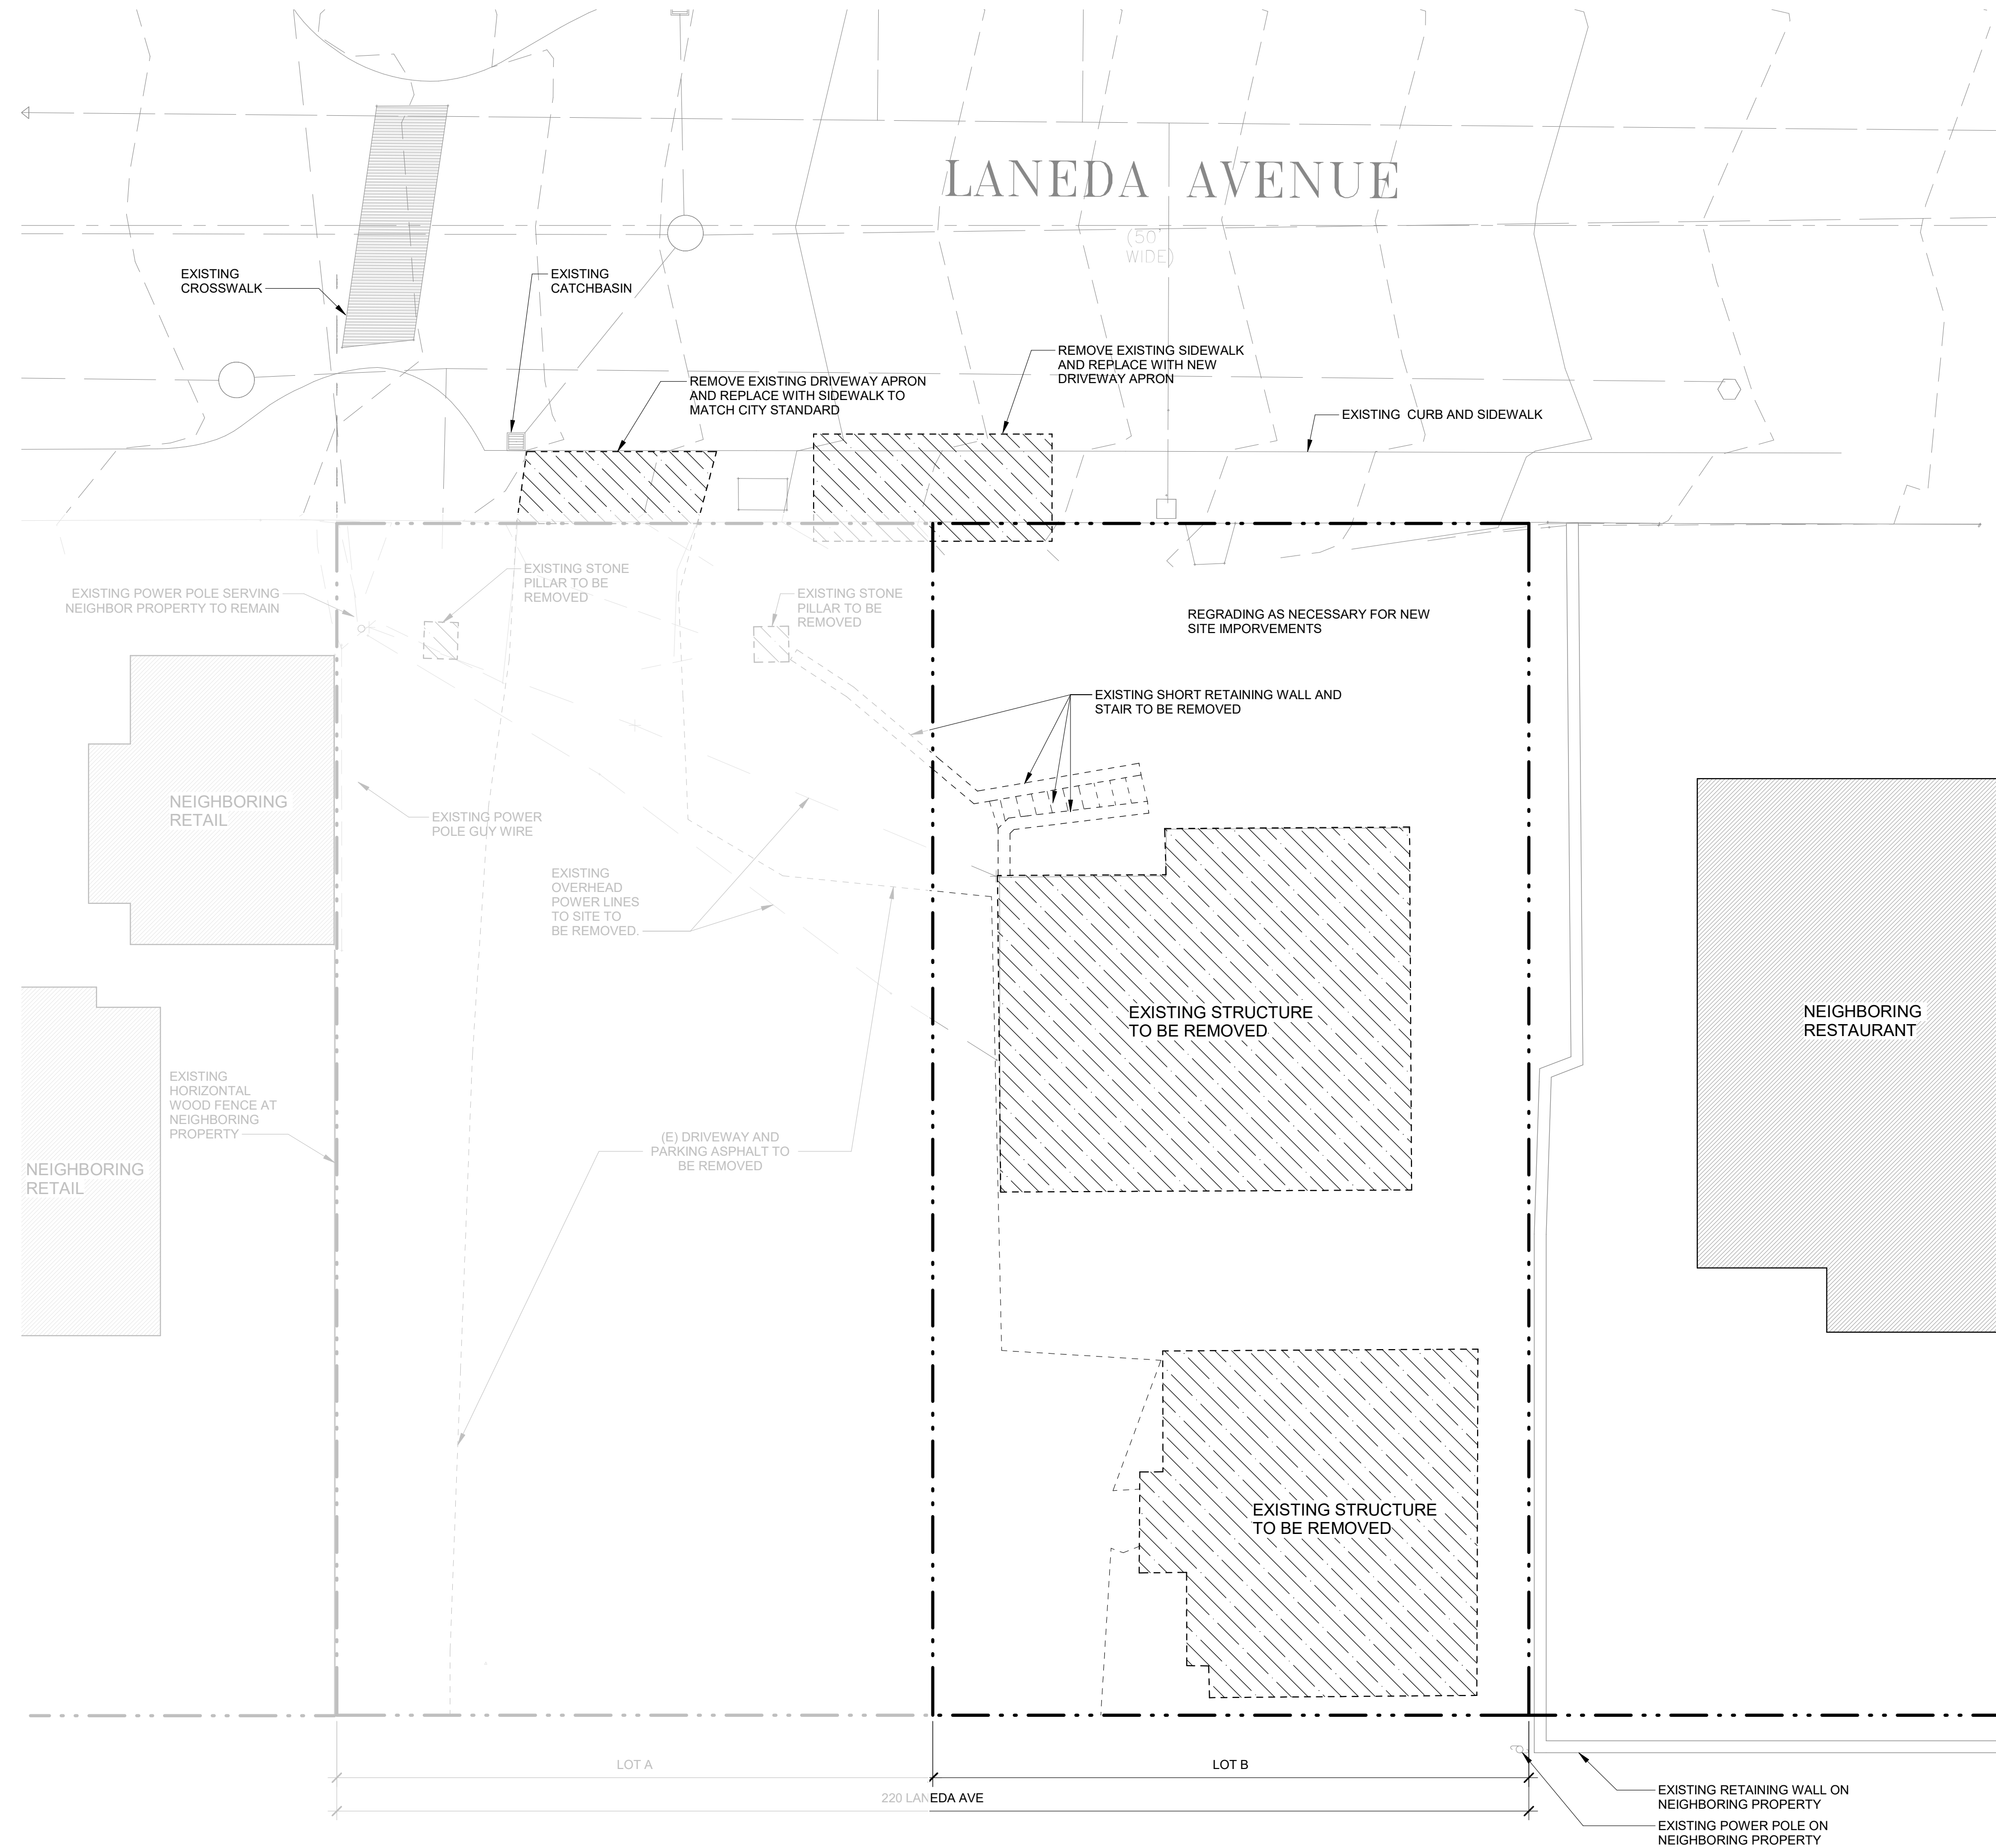 LANEDA AVENUE
(50'
WIDE)
EXISTING
CROSSWALK
EXISTING
CATCHBASIN
REMOVE EXISTING DRIVEWAY APRON
AND REPLACE WITH SIDEWALK TO
MATCH CITY STANDARD
REMOVE EXISTING SIDEWALK
AND REPLACE WITH NEW
DRIVEWAY APRON
EXISTING CURB AND SIDEWALK
EXISTING POWER POLE SERVING
NEIGHBOR PROPERTY TO REMAIN
EXISTING STONE
PILLAR TO BE
REMOVED
EXISTING STONE
PILLAR TO BE
REMOVED
REGRADING AS NECESSARY FOR NEW
SITE IMPORVEMENTS
EXISTING SHORT RETAINING WALL AND
STAIR TO BE REMOVED
NEIGHBORING
RETAIL
EXISTING POWER
POLE GUY WIRE
EXISTING
OVERHEAD
POWER LINES
TO SITE TO
BE REMOVED.
EXISTING STRUCTURE
TO BE REMOVED
NEIGHBORING
RESTAURANT
EXISTING
HORIZONTAL
WOOD FENCE AT
NEIGHBORING
PROPERTY
(E) DRIVEWAY AND
PARKING ASPHALT TO
BE REMOVED
NEIGHBORING
RETAIL
EXISTING STRUCTURE
TO BE REMOVED
LOT A
LOT B
220 LANEDA AVE
EXISTING RETAINING WALL ON
NEIGHBORING PROPERTY
EXISTING POWER POLE ON
NEIGHBORING PROPERTY